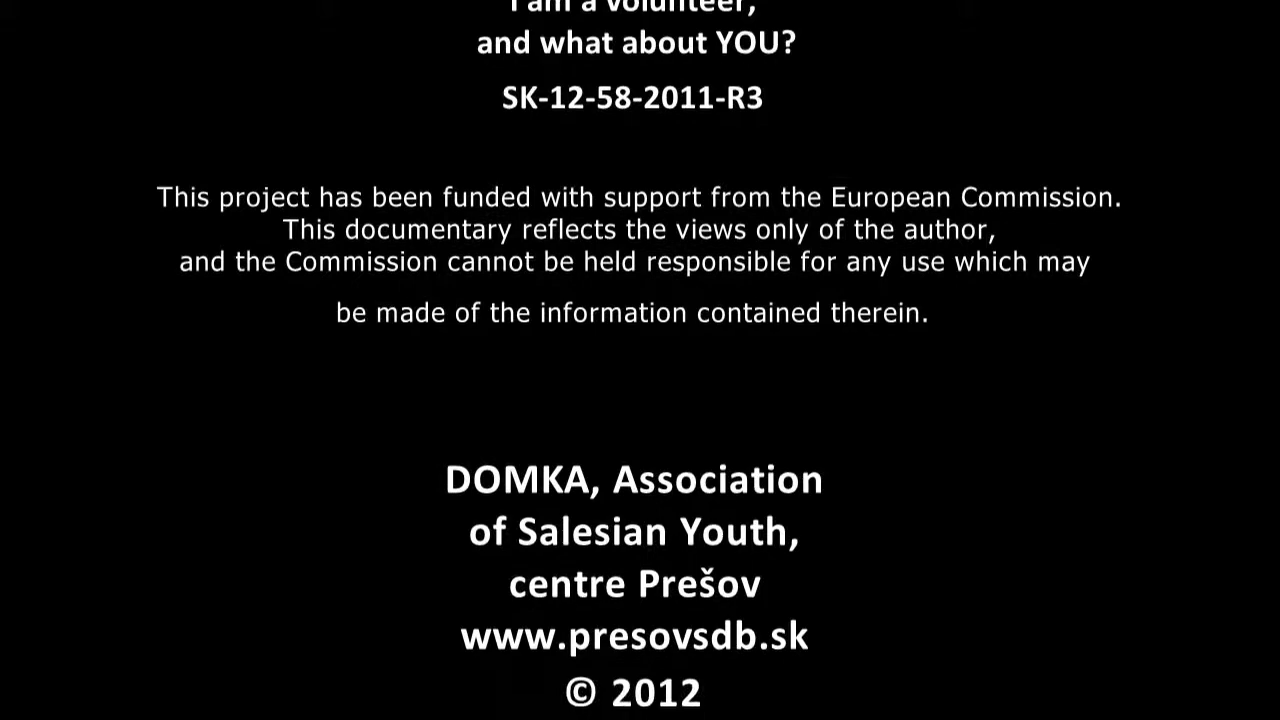 I am a volunteer,
and what about YOU?
SK-12-58-2011-R3
This project has been funded with support from the European Commission.
This documentary reflects the views only of the author,
and the Commission cannot be held responsible for any use which may
be made of the information contained therein.
DOMKA, Association
of Salesian Youth,
centre Prešov
www.presovsdb.sk
© 2012